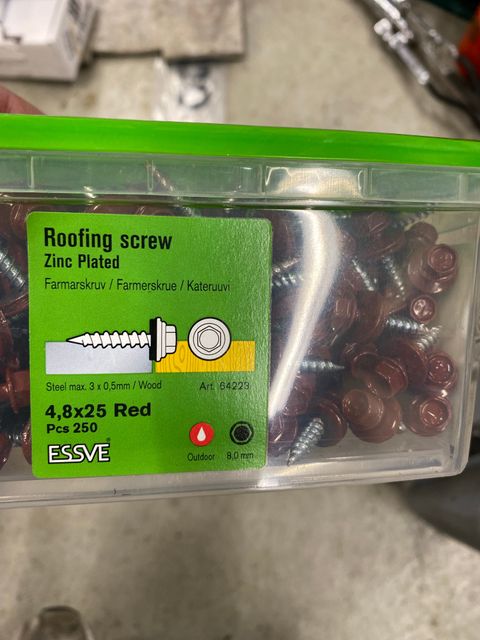 Roofing screw
Zinc Plated
Farmarskruv / Farmerskrue / Kateruuvi
Steel max. 3 x 0,5mm / Wood
Art. 64223
4,8x25 Red
Pcs 250
ESSVE
Outdoor
8,0 mm